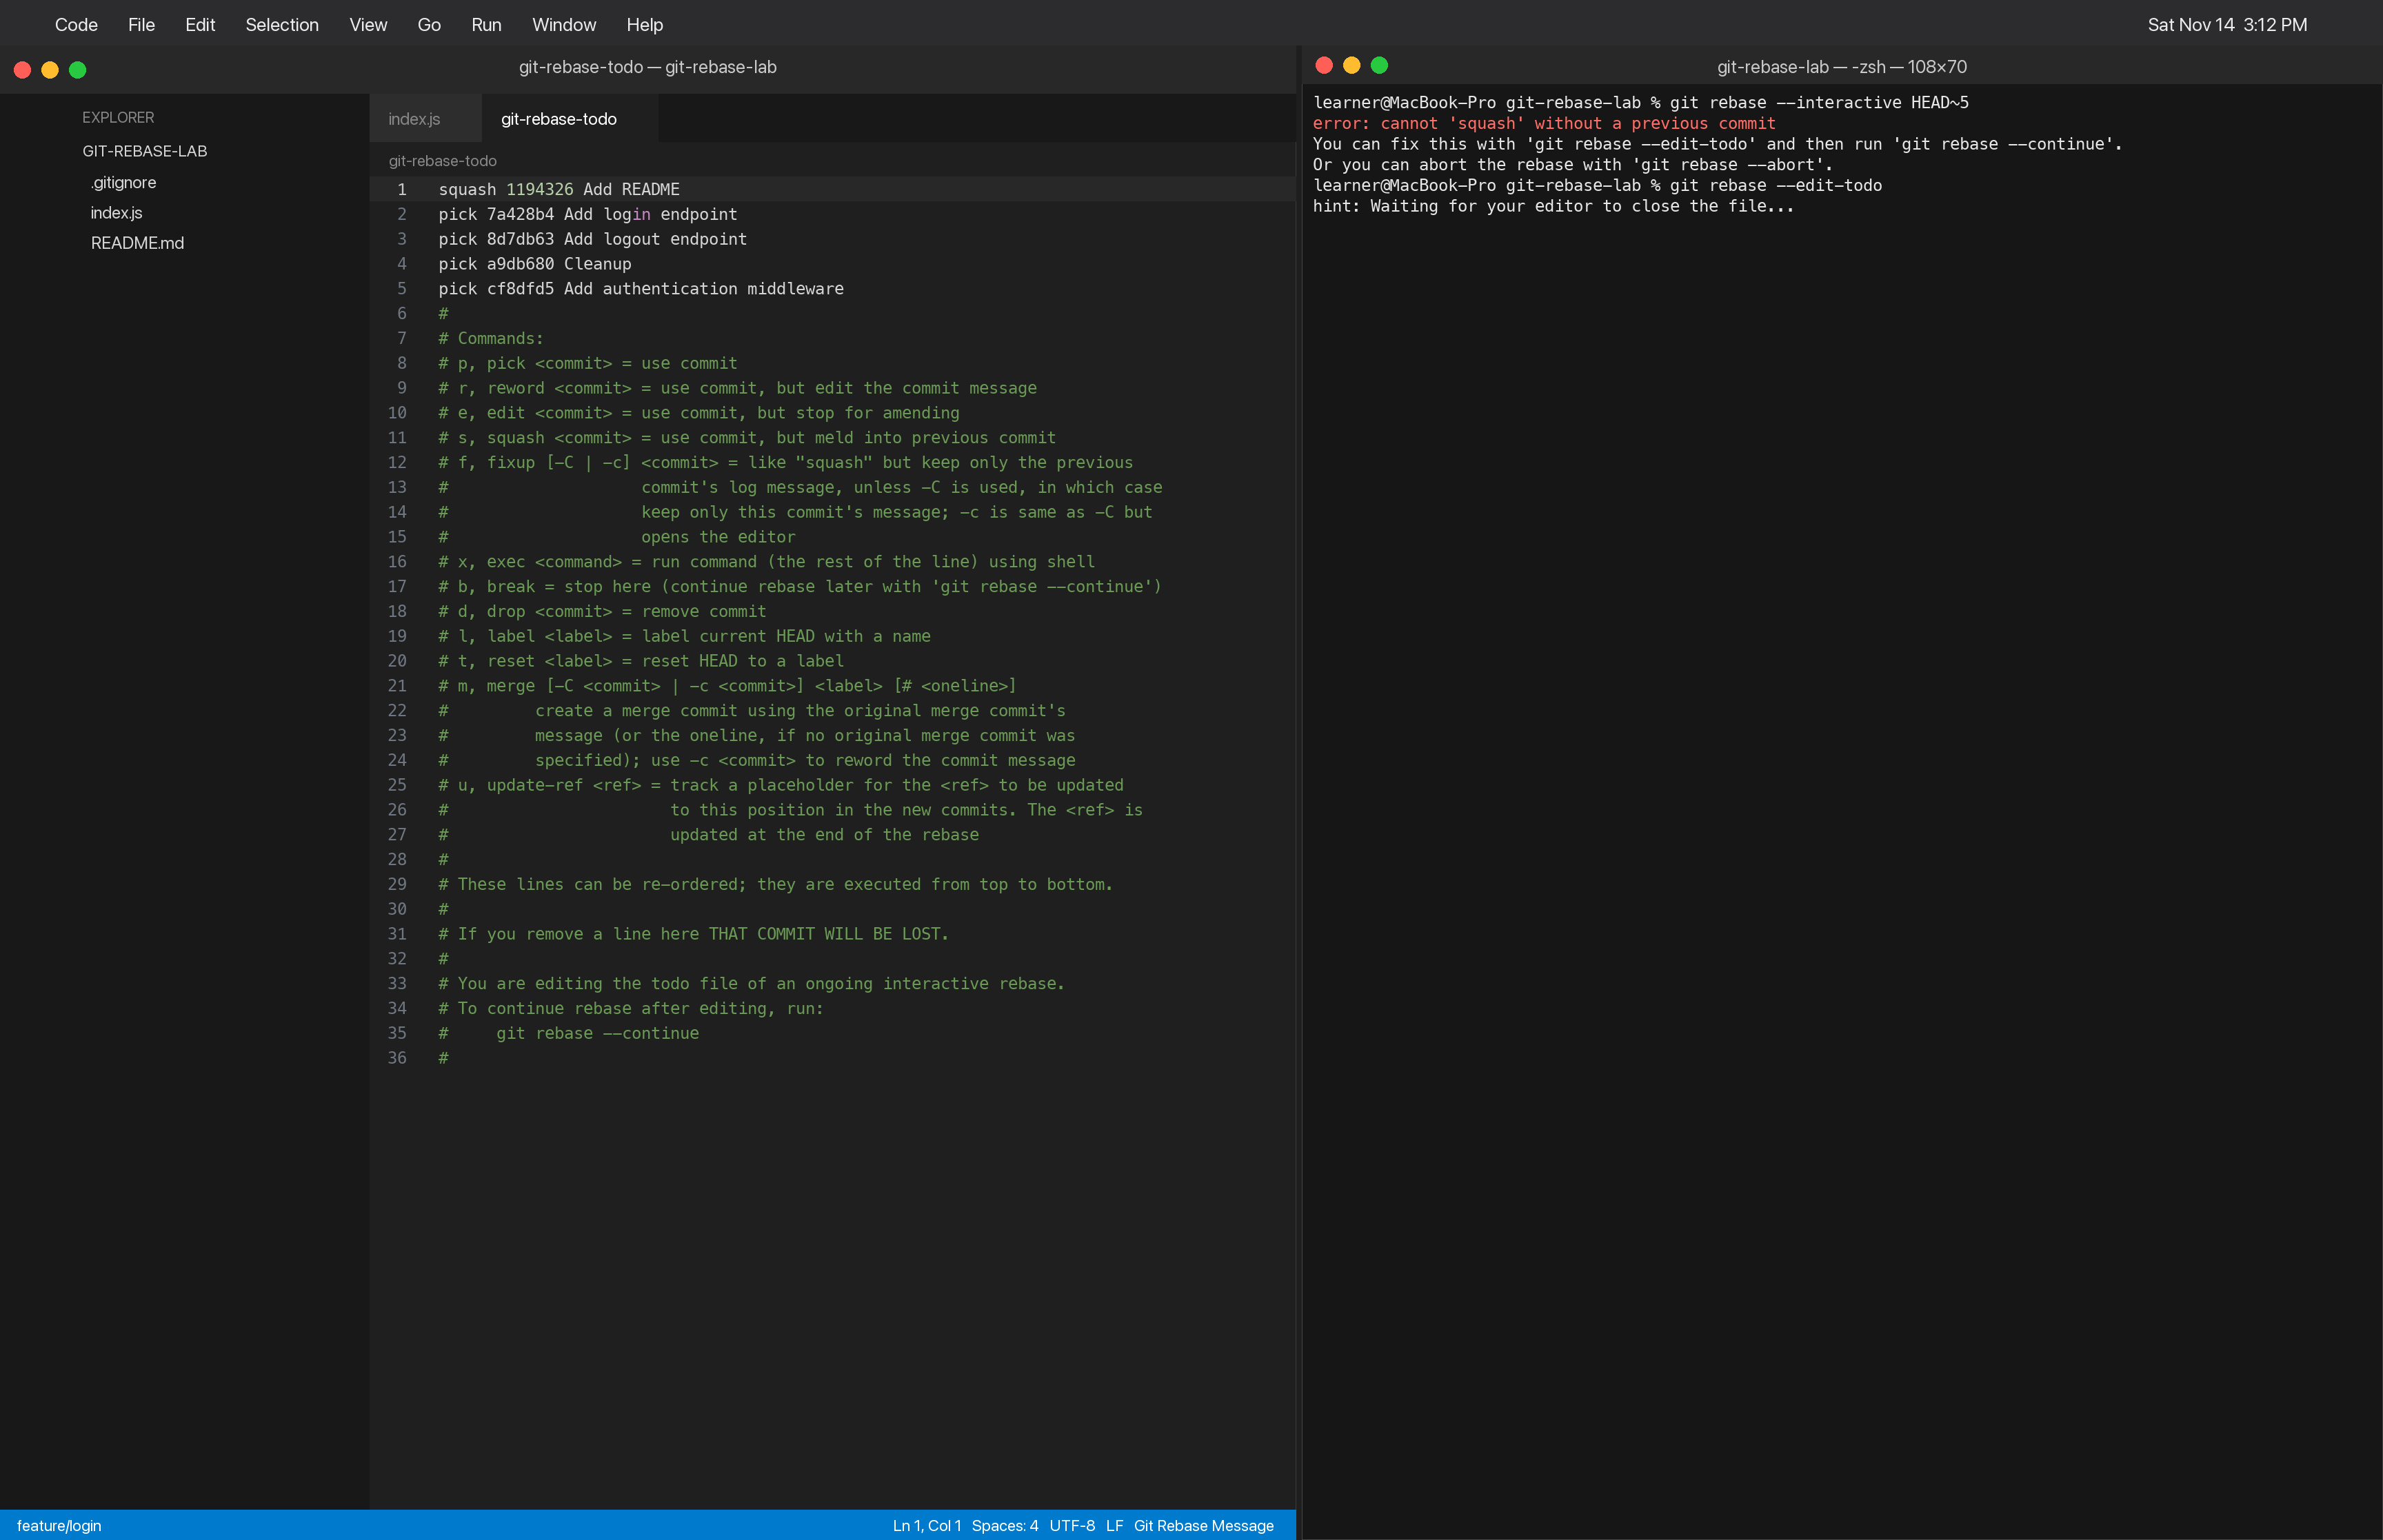 Code File Edit Selection View Go Run Window Help
Sat Nov 14 3:12 PM
git-rebase-todo — git-rebase-lab
EXPLORER
GIT-REBASE-LAB
.gitignore
index.js
README.md
index.js
git-rebase-todo
git-rebase-todo
1 squash 1194326 Add README
2 pick 7a428b4 Add login endpoint
3 pick 8d7db63 Add logout endpoint
4 pick a9db680 Cleanup
5 pick cf8dfd5 Add authentication middleware
6 #
7 # Commands:
8 # p, pick <commit> = use commit
9 # r, reword <commit> = use commit, but edit the commit message
10 # e, edit <commit> = use commit, but stop for amending
11 # s, squash <commit> = use commit, but meld into previous commit
12 # f, fixup [-C | -c] <commit> = like "squash" but keep only the previous
13 #                    commit's log message, unless -C is used, in which case
14 #                    keep only this commit's message; -c is same as -C but
15 #                    opens the editor
16 # x, exec <command> = run command (the rest of the line) using shell
17 # b, break = stop here (continue rebase later with 'git rebase --continue')
18 # d, drop <commit> = remove commit
19 # l, label <label> = label current HEAD with a name
20 # t, reset <label> = reset HEAD to a label
21 # m, merge [-C <commit> | -c <commit>] <label> [# <oneline>]
22 #         create a merge commit using the original merge commit's
23 #         message (or the oneline, if no original merge commit was
24 #         specified); use -c <commit> to reword the commit message
25 # u, update-ref <ref> = track a placeholder for the <ref> to be updated
26 #                       to this position in the new commits. The <ref> is
27 #                       updated at the end of the rebase
28 #
29 # These lines can be re-ordered; they are executed from top to bottom.
30 #
31 # If you remove a line here THAT COMMIT WILL BE LOST.
32 #
33 # You are editing the todo file of an ongoing interactive rebase.
34 # To continue rebase after editing, run:
35 #     git rebase --continue
36 #
feature/login
Ln 1, Col 1 Spaces: 4 UTF-8 LF Git Rebase Message
git-rebase-lab — -zsh — 108×70
learner@MacBook-Pro git-rebase-lab % git rebase --interactive HEAD~5
error: cannot 'squash' without a previous commit
You can fix this with 'git rebase --edit-todo' and then run 'git rebase --continue'.
Or you can abort the rebase with 'git rebase --abort'.
learner@MacBook-Pro git-rebase-lab % git rebase --edit-todo
hint: Waiting for your editor to close the file...